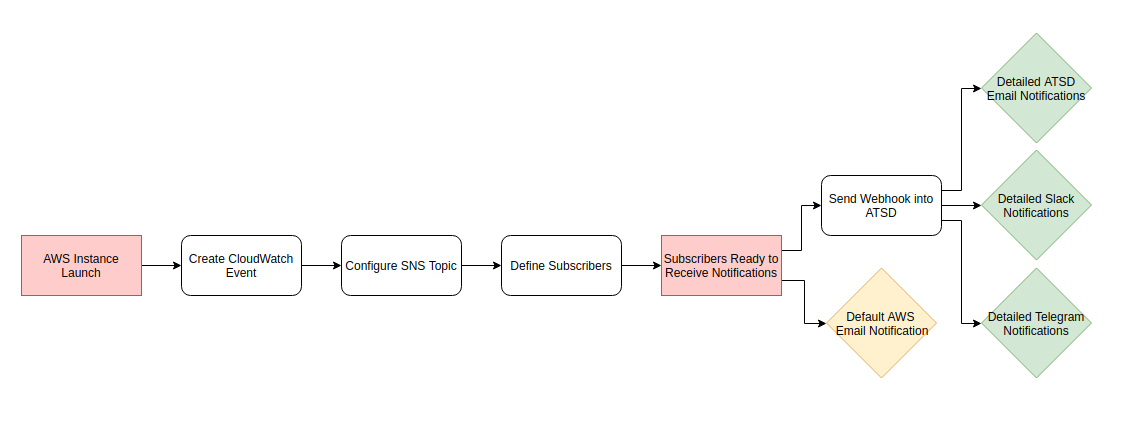 AWS Instance
Launch
Create CloudWatch
Event
Configure SNS Topic
Define Subscribers
Subscribers Ready to
Receive Notifications
Send Webhook into
ATSD
Default AWS
Email Notification
Detailed ATSD
Email Notifications
Detailed Slack
Notifications
Detailed Telegram
Notifications